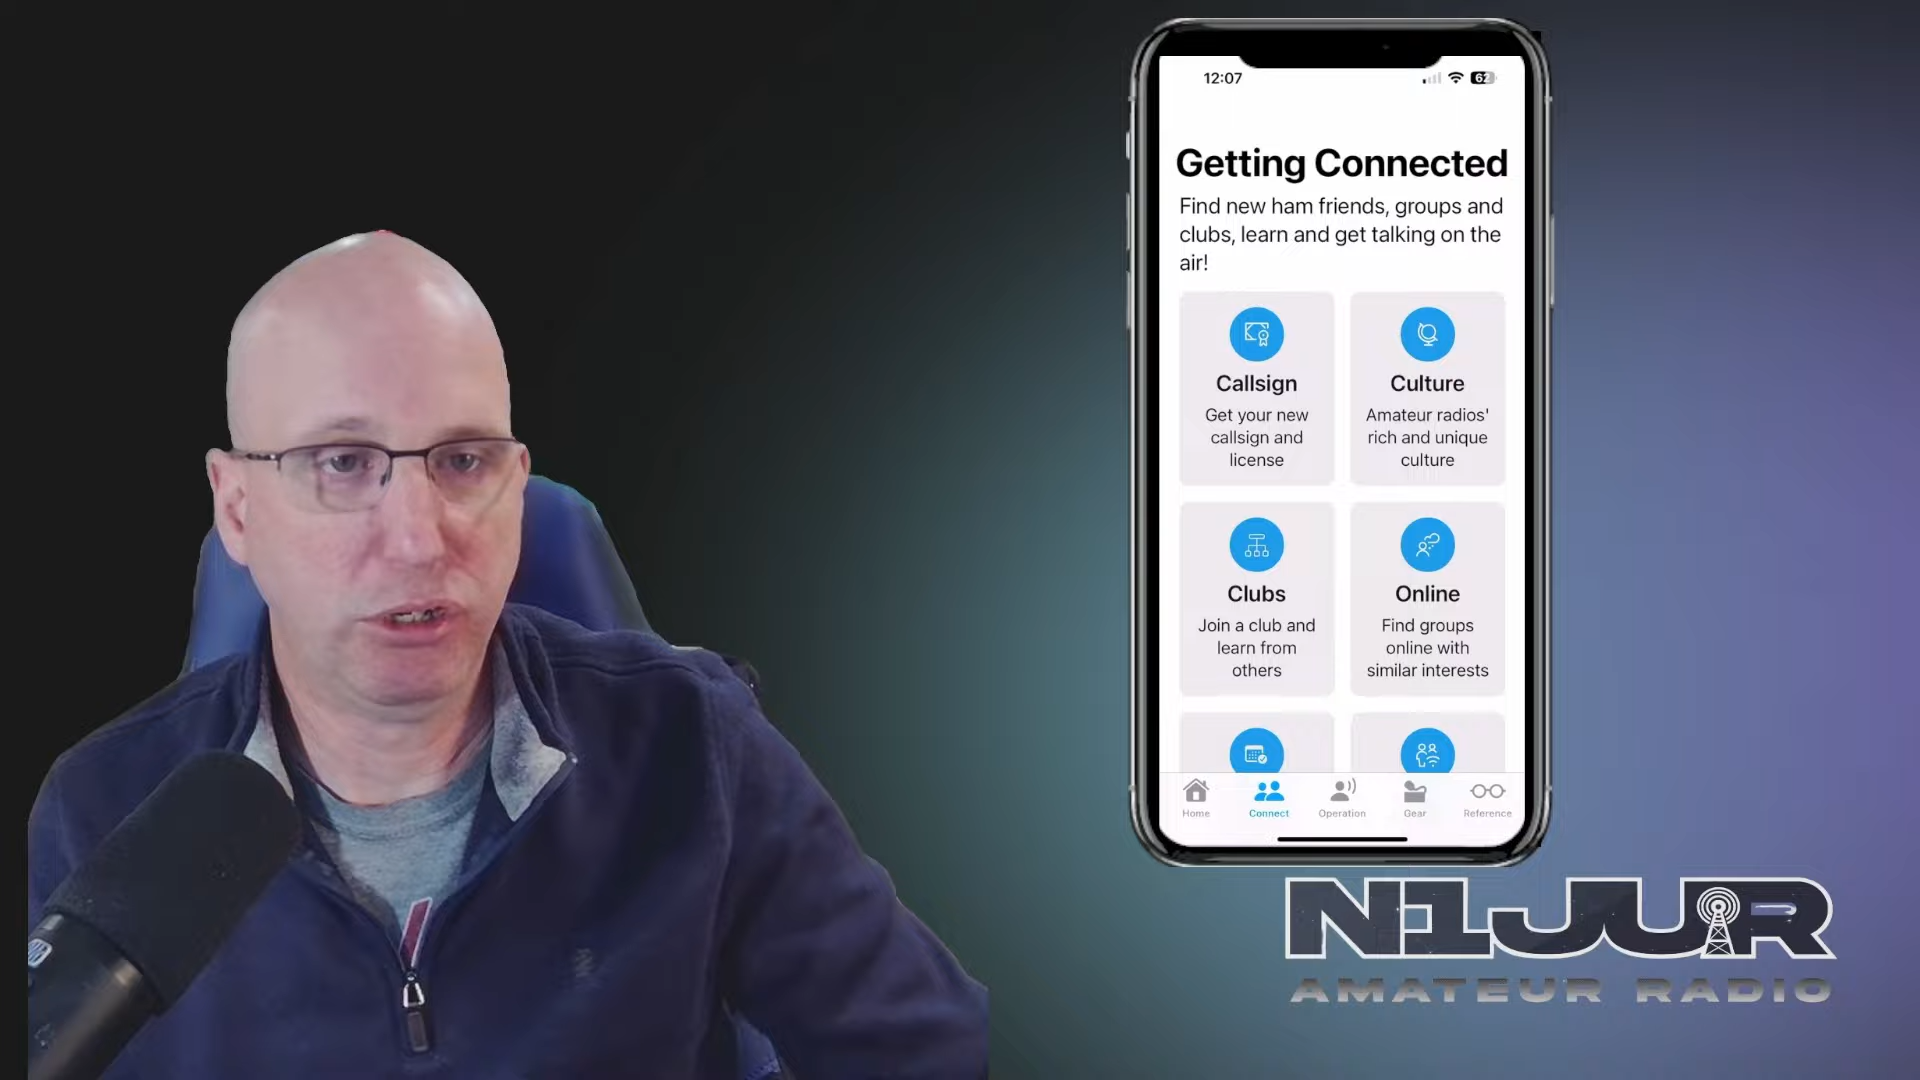 12:07
62
Getting Connected
Find new ham friends, groups and
clubs, learn and get talking on the
air!
Callsign
Get your new
callsign and
license
Culture
Amateur radios'
rich and unique
culture
Clubs
Join a club and
learn from
others
Online
Find groups
online with
similar interests
Home
Connect
Operation
Gear
Reference
N1JUR
AMATEUR RADIO